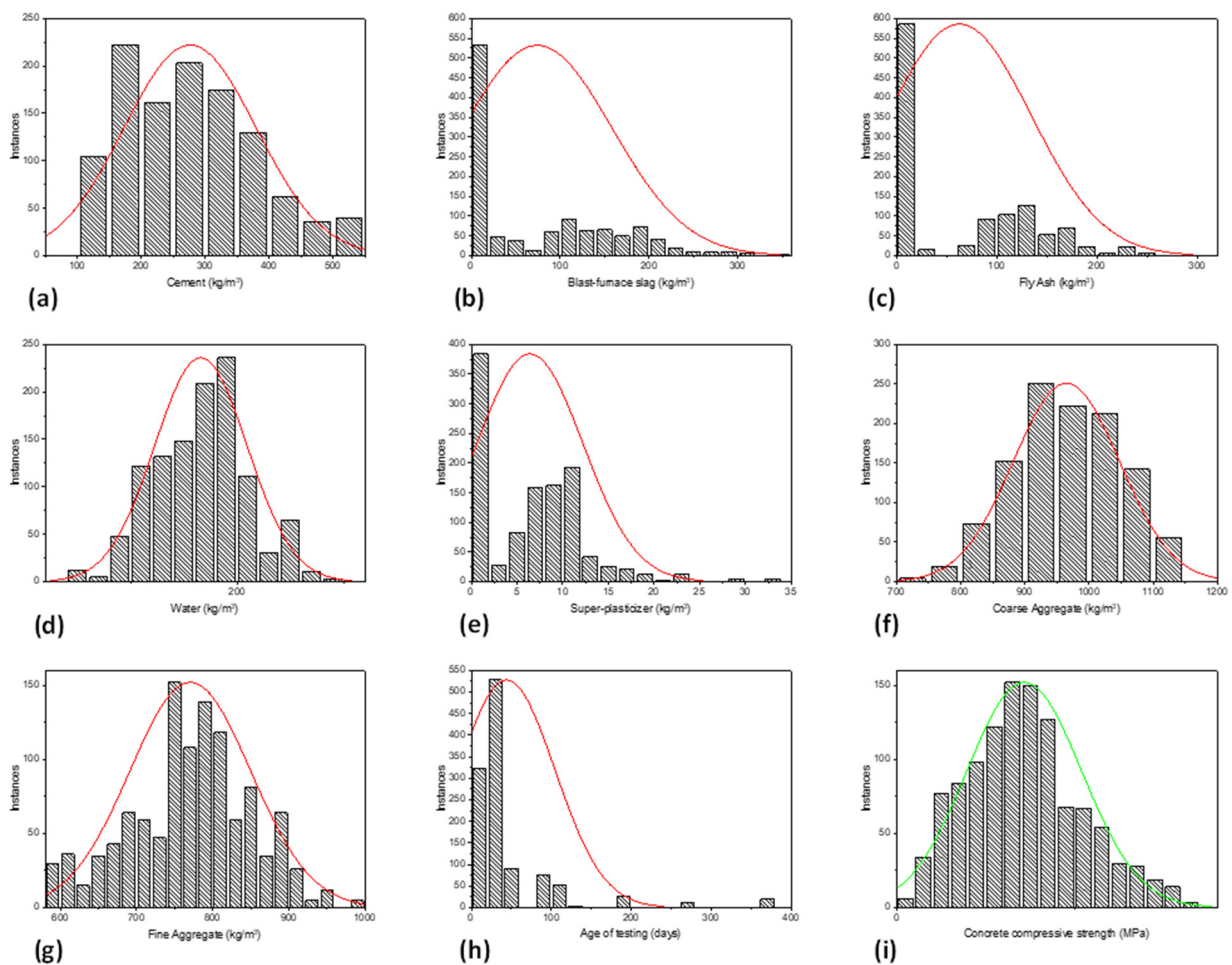 250
200
150
100
50
0
Instances
100 200 300 400 500
Cement (kg/m³)
(a)
600
550
500
450
400
350
300
250
200
150
100
50
0
Instances
0 100 200 300
Blast-furnace slag (kg/m³)
(b)
600
550
500
450
400
350
300
250
200
150
100
50
0
Instances
0 100 200 300
Fly Ash (kg/m³)
(c)
250
200
150
100
50
0
Instances
200
Water (kg/m³)
(d)
400
350
300
250
200
150
100
50
0
Instances
0 5 10 15 20 25 30 35
Super-plasticizer (kg/m³)
(e)
300
250
200
150
100
50
0
Instances
700 800 900 1000 1100 1200
Coarse Aggregate (kg/m³)
(f)
150
100
50
0
Instances
600 700 800 900 1000
Fine Aggregate (kg/m³)
(g)
550
500
450
400
350
300
250
200
150
100
50
0
Instances
0 100 200 300 400
Age of testing (days)
(h)
150
100
50
0
Instances
0
Concrete compressive strength (MPa)
(i)